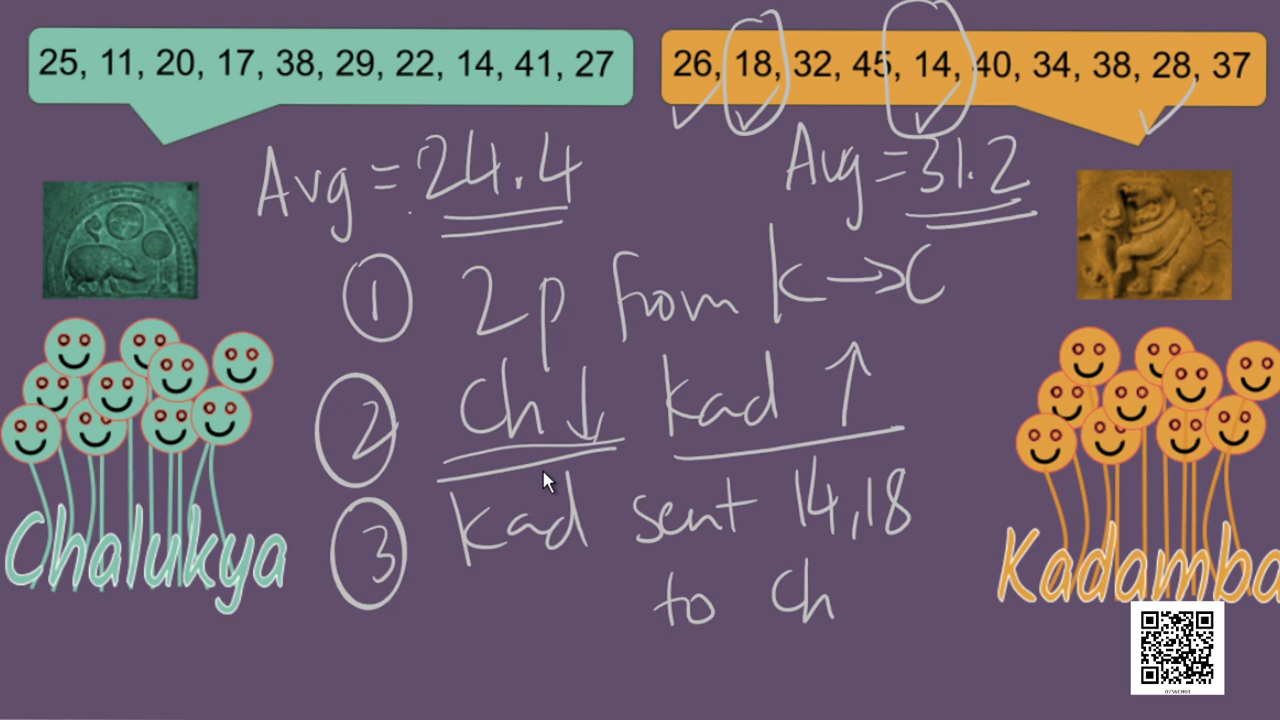 25, 11, 20, 17, 38, 29, 22, 14, 41, 27
26, 18, 32, 45, 14, 40, 34, 38, 28, 37
Avg = 24.4
Avg = 31.2
1 2p from K → C
2 Ch ↓ Kad ↑
3 Kad sent 14,18
to Ch
Chalukya
Kadamba